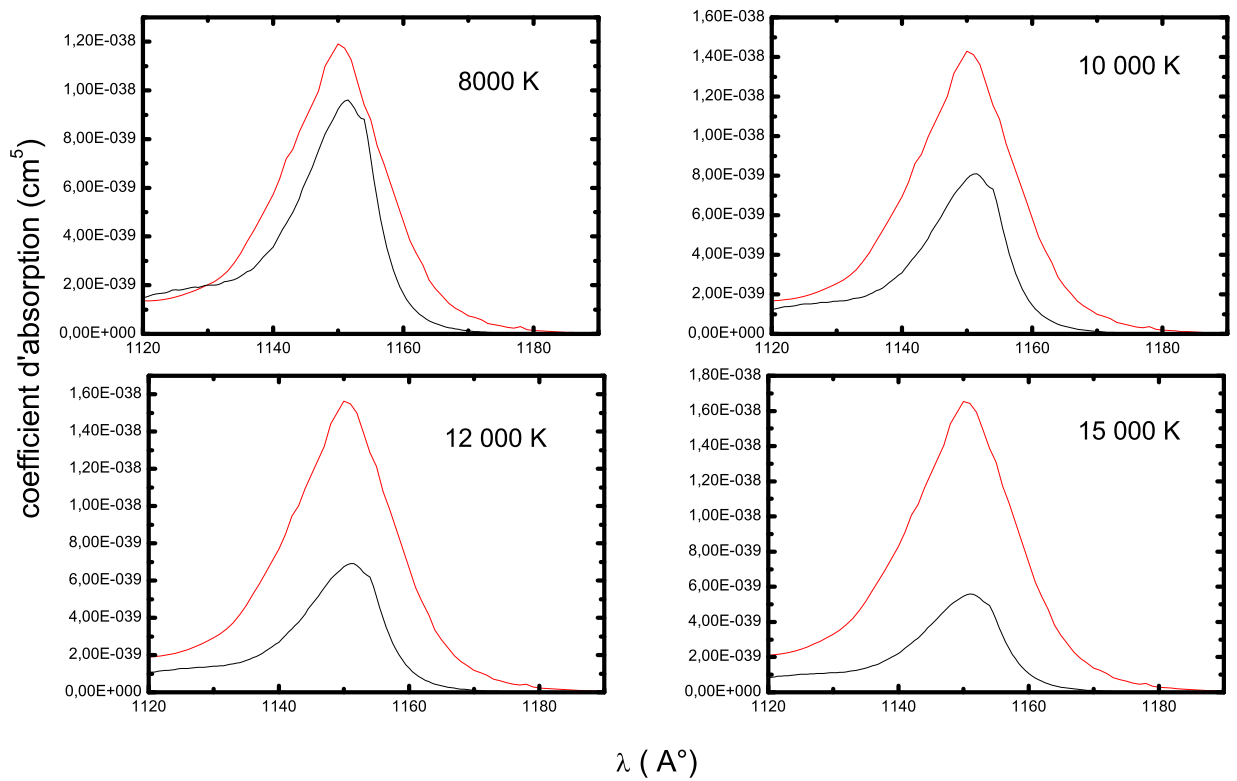 coefficient d'absorption (cm5)
8000 K
1,20E-038
1,00E-038
8,00E-039
6,00E-039
4,00E-039
2,00E-039
0,00E+000
1120 1140 1160 1180
10 000 K
1,60E-038
1,40E-038
1,20E-038
1,00E-038
8,00E-039
6,00E-039
4,00E-039
2,00E-039
0,00E+000
1120 1140 1160 1180
12 000 K
1,60E-038
1,40E-038
1,20E-038
1,00E-038
8,00E-039
6,00E-039
4,00E-039
2,00E-039
0,00E+000
1120 1140 1160 1180
15 000 K
1,80E-038
1,60E-038
1,40E-038
1,20E-038
1,00E-038
8,00E-039
6,00E-039
4,00E-039
2,00E-039
0,00E+000
1120 1140 1160 1180
λ ( A°)